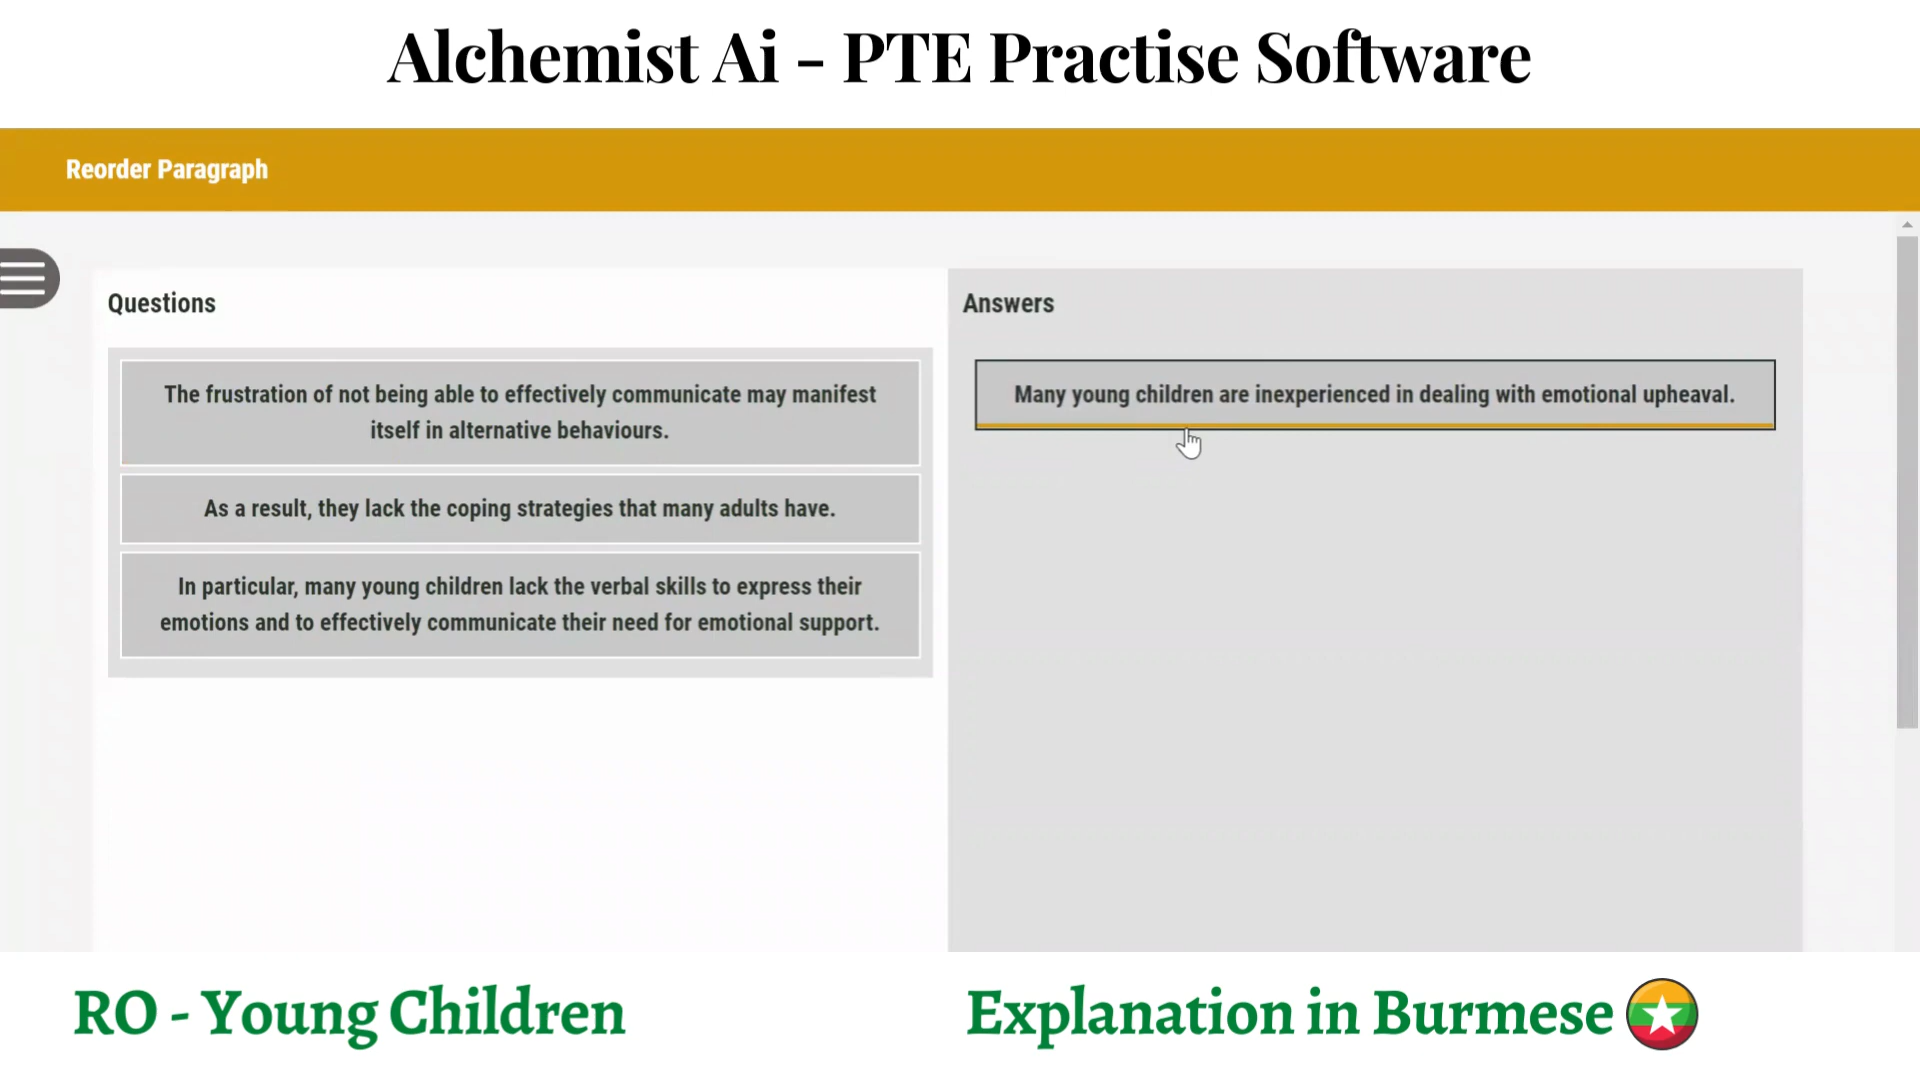 Alchemist Ai - PTE Practise Software
Reorder Paragraph
Questions
The frustration of not being able to effectively communicate may manifest
itself in alternative behaviours.
As a result, they lack the coping strategies that many adults have.
In particular, many young children lack the verbal skills to express their
emotions and to effectively communicate their need for emotional support.
Answers
Many young children are inexperienced in dealing with emotional upheaval.
RO - Young Children
Explanation in Burmese